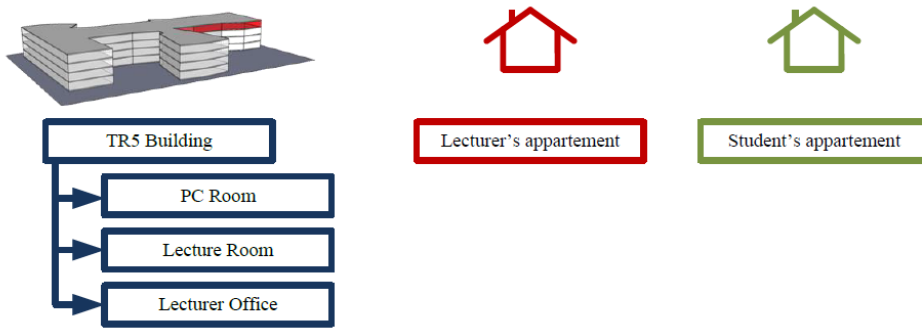 TR5 Building
Lecturer's appartement
Student's appartement
PC Room
Lecture Room
Lecturer Office